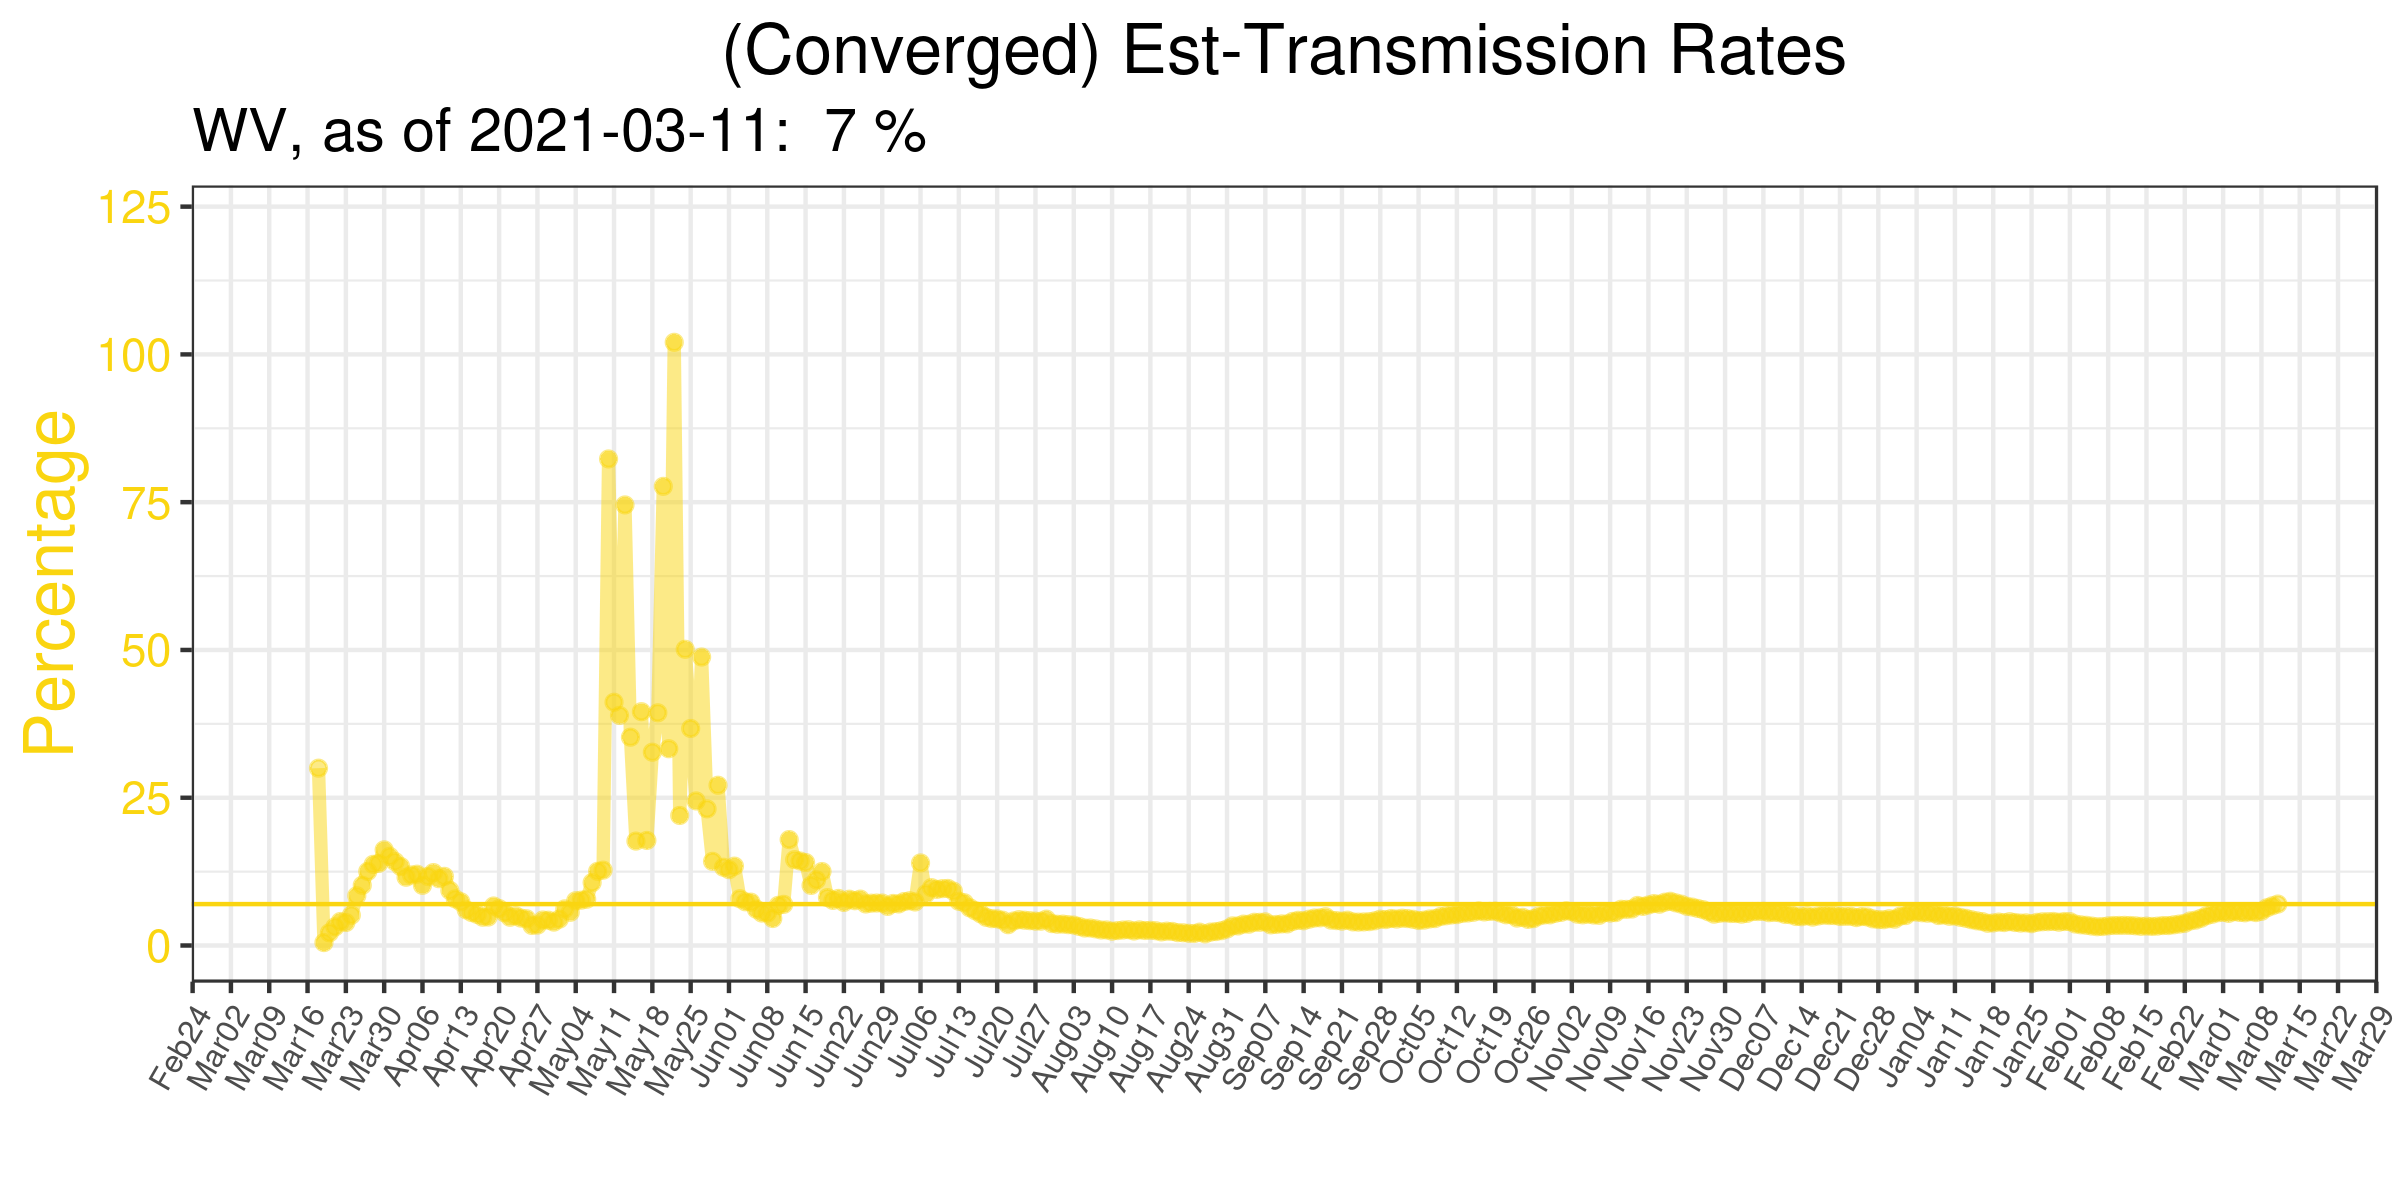 (Converged) Est-Transmission Rates
WV, as of 2021-03-11:  7 %
Percentage
125
100
75
50
25
0
Feb24
Mar02
Mar09
Mar16
Mar23
Mar30
Apr06
Apr13
Apr20
Apr27
May04
May11
May18
May25
Jun01
Jun08
Jun15
Jun22
Jun29
Jul06
Jul13
Jul20
Jul27
Aug03
Aug10
Aug17
Aug24
Aug31
Sep07
Sep14
Sep21
Sep28
Oct05
Oct12
Oct19
Oct26
Nov02
Nov09
Nov16
Nov23
Nov30
Dec07
Dec14
Dec21
Dec28
Jan04
Jan11
Jan18
Jan25
Feb01
Feb08
Feb15
Feb22
Mar01
Mar08
Mar15
Mar22
Mar29